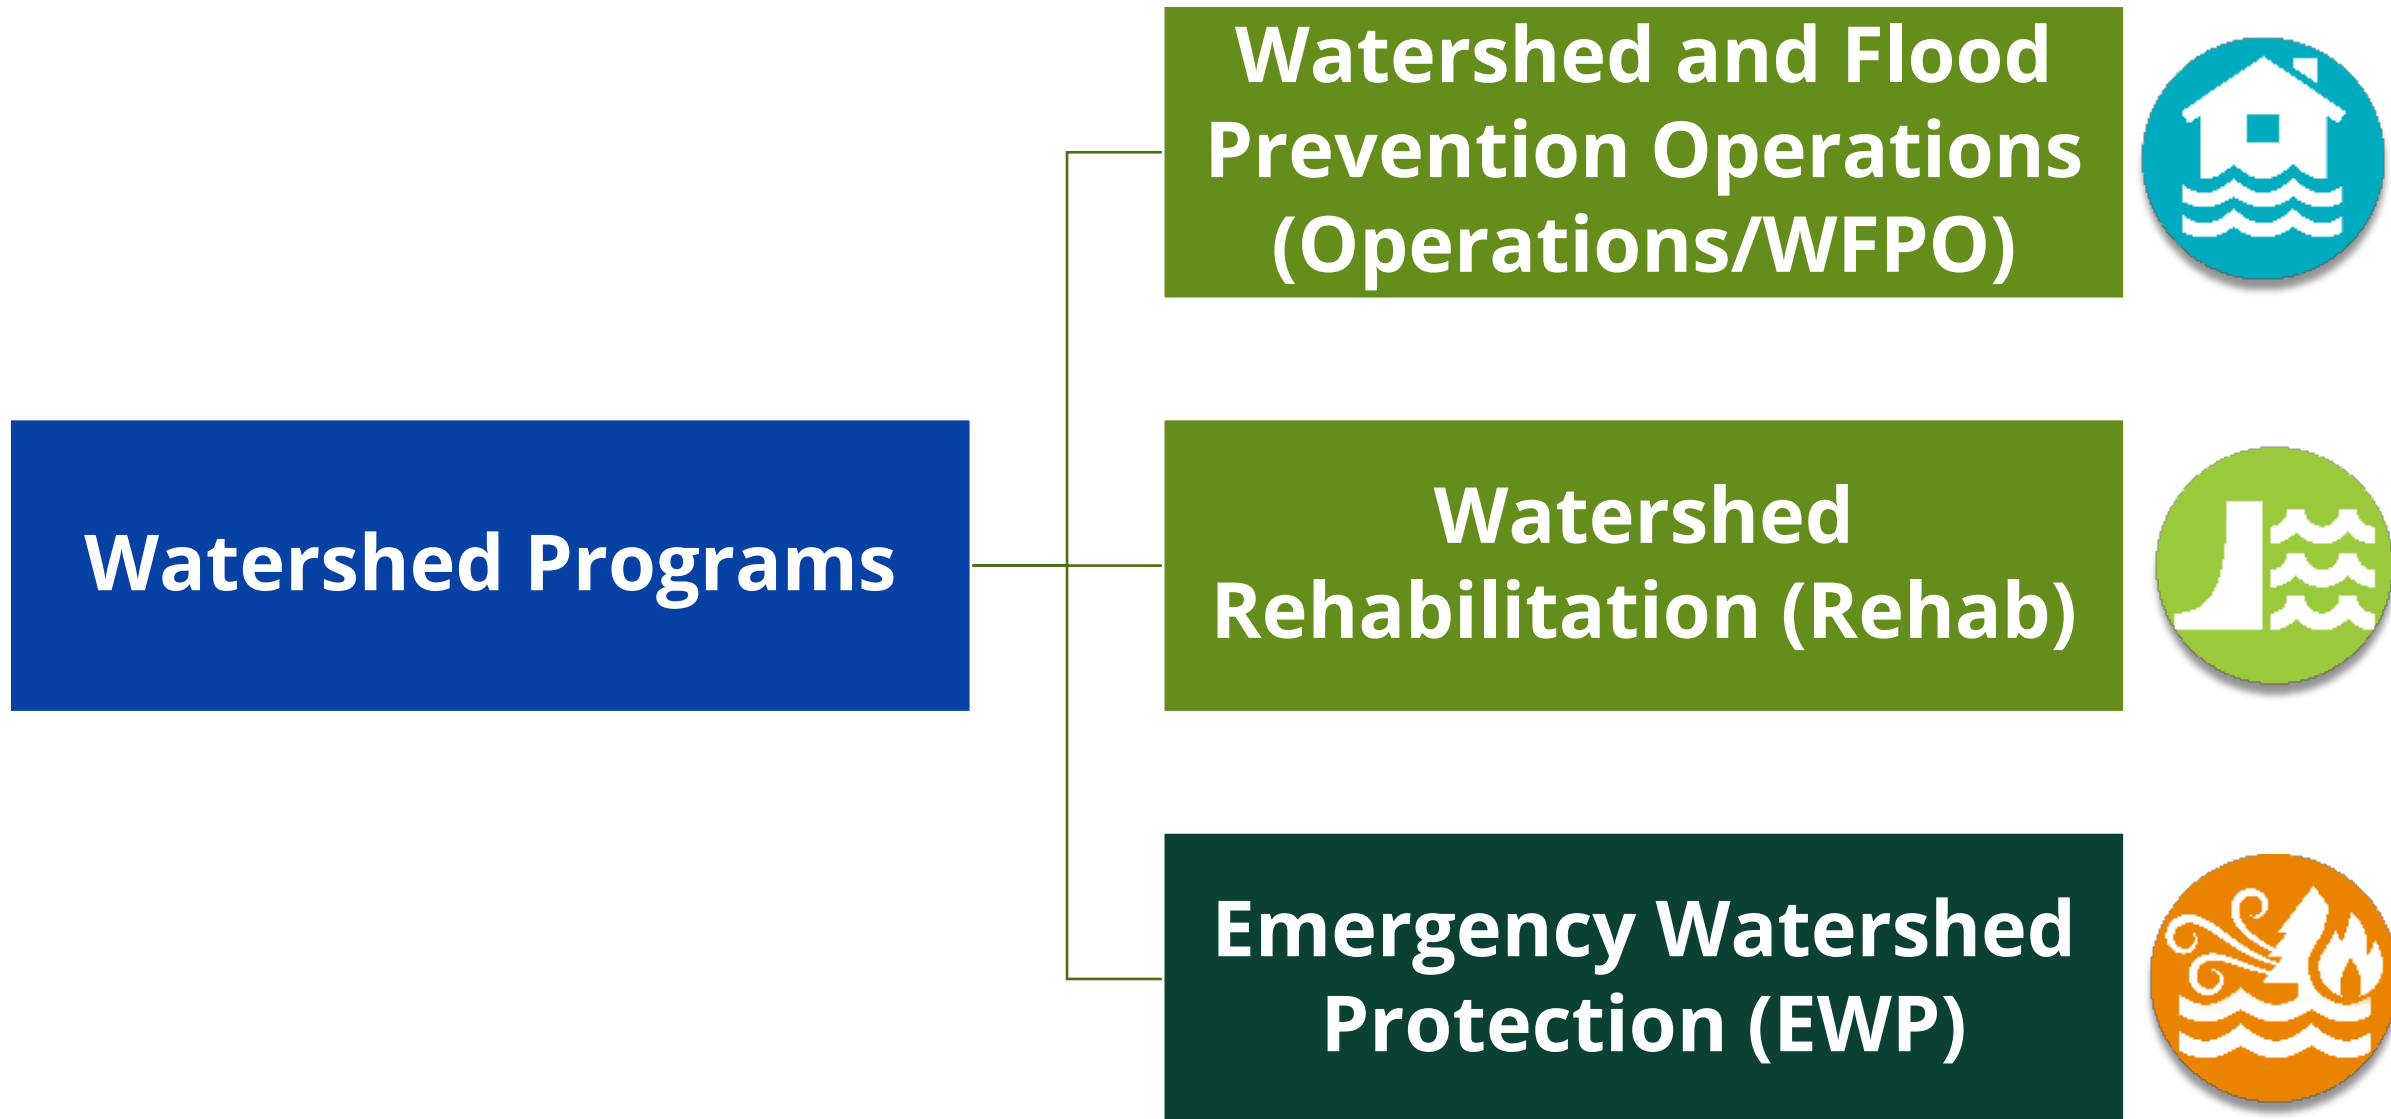 Watershed and Flood
Prevention Operations
(Operations/WFPO)
Watershed Programs
Watershed
Rehabilitation (Rehab)
Emergency Watershed
Protection (EWP)